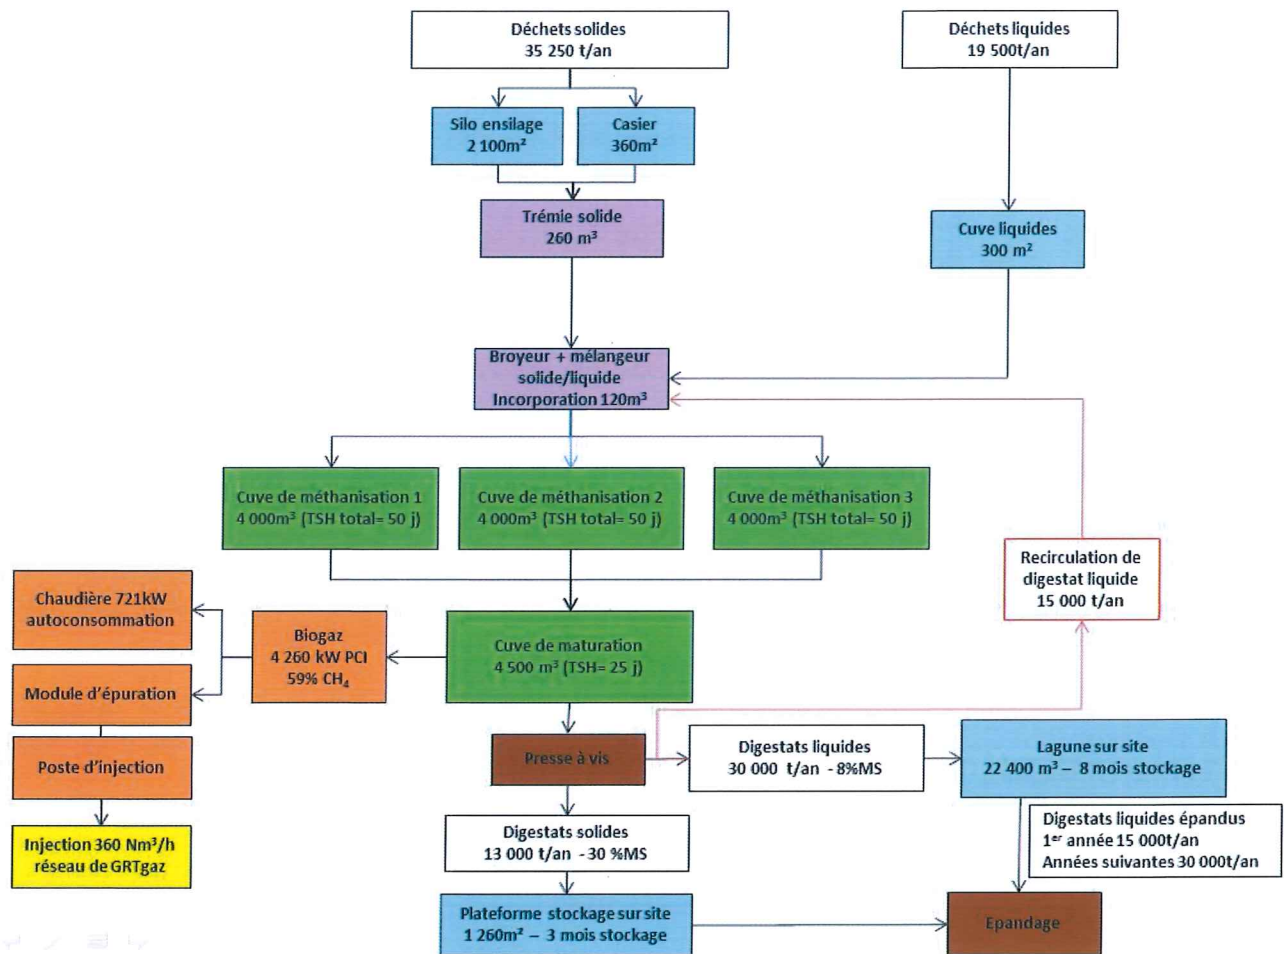 Déchets solides
35 250 t/an
Déchets liquides
19 500t/an
Silo ensilage
2 100m²
Casier
360m²
Trémie solide
260 m³
Cuve liquides
300 m²
Broyeur + mélangeur
solide/liquide
Incorporation 120m³
Cuve de méthanisation 1
4 000m³ (TSH total= 50 j)
Cuve de méthanisation 2
4 000m³ (TSH total= 50 j)
Cuve de méthanisation 3
4 000m³ (TSH total= 50 j)
Recirculation de
digestat liquide
15 000 t/an
Chaudière 721kW
autoconsommation
Biogaz
4 260 kW PCI
59% CH₄
Cuve de maturation
4 500 m³ (TSH= 25 j)
Module d'épuration
Poste d'injection
Presse à vis
Digestats liquides
30 000 t/an - 8%MS
Lagune sur site
22 400 m³ – 8 mois stockage
Injection 360 Nm³/h
réseau de GRTgaz
Digestats solides
13 000 t/an - 30 %MS
Digestats liquides épandus
1er année 15 000t/an
Années suivantes 30 000t/an
Plateforme stockage sur site
1 260m² – 3 mois stockage
Epandage